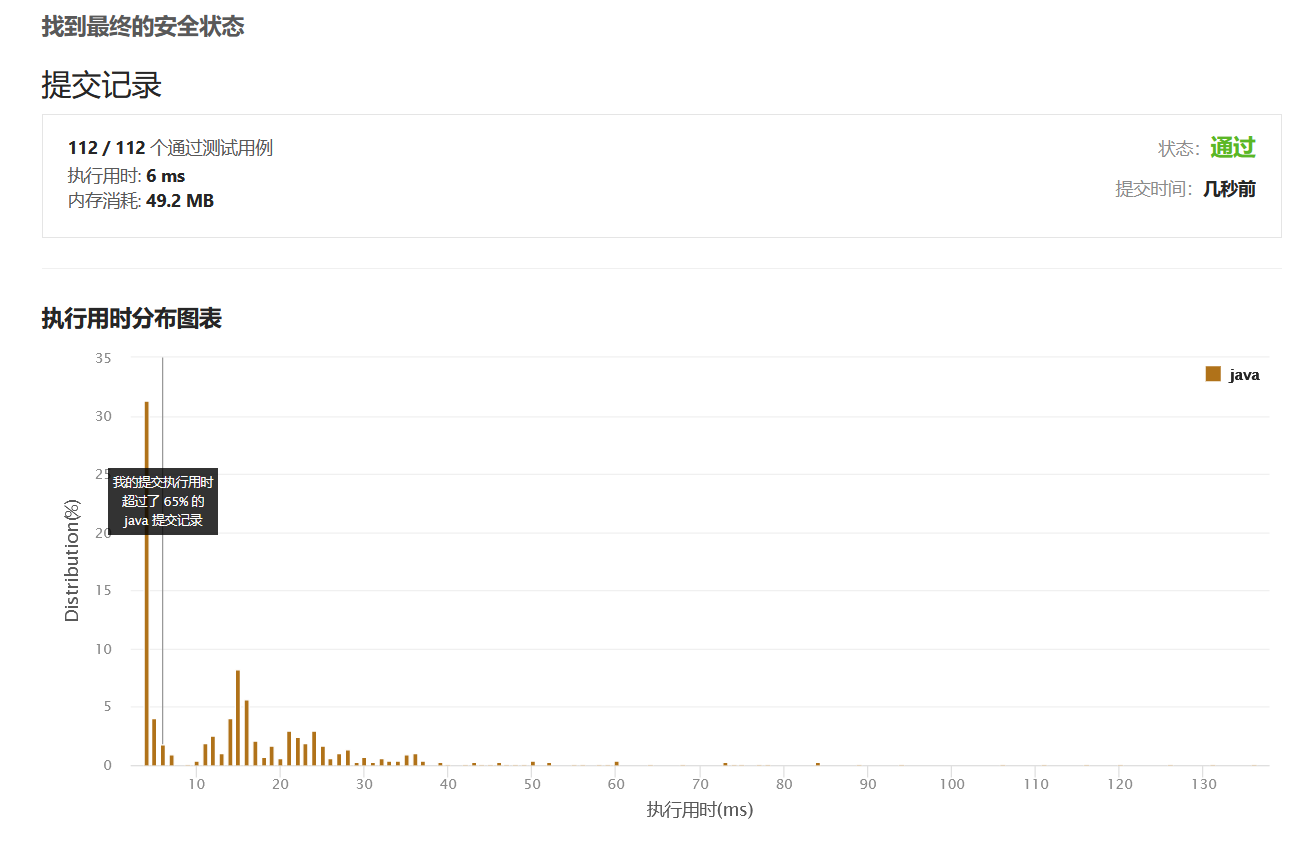 找到最终的安全状态
提交记录
112 / 112 个通过测试用例
状态：通过
执行用时: 6 ms
提交时间：几秒前
内存消耗: 49.2 MB
执行用时分布图表
35
30
25
20
15
10
5
0
Distribution(%)
java
我的提交执行用时
超过了 65% 的
java 提交记录
10 20 30 40 50 60 70 80 90 100 110 120 130
执行用时(ms)